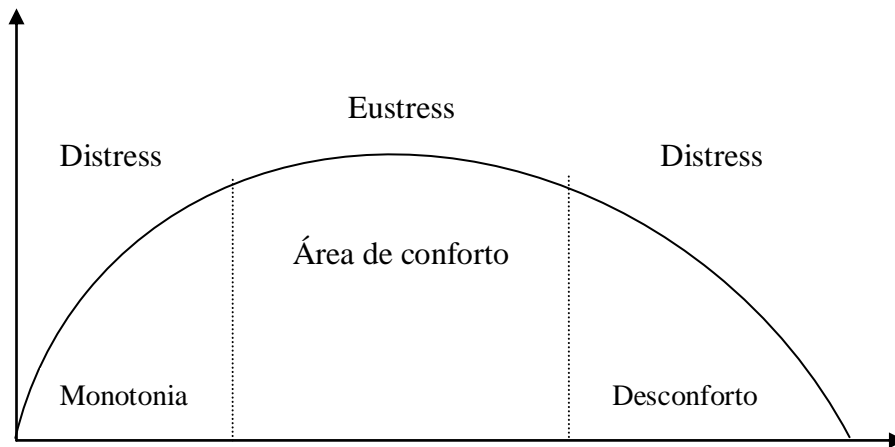 Eustress
Distress
Distress
Área de conforto
Monotonia
Desconforto